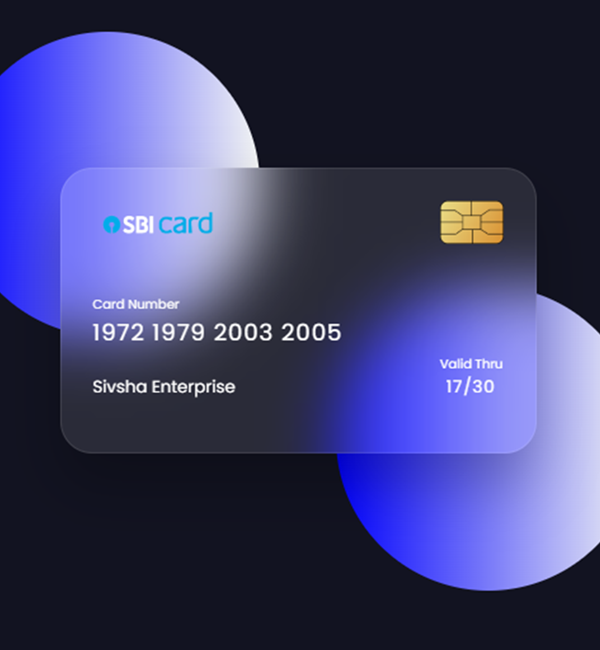 SBI card
Card Number
1972 1979 2003 2005
Sivsha Enterprise
Valid Thru
17/30